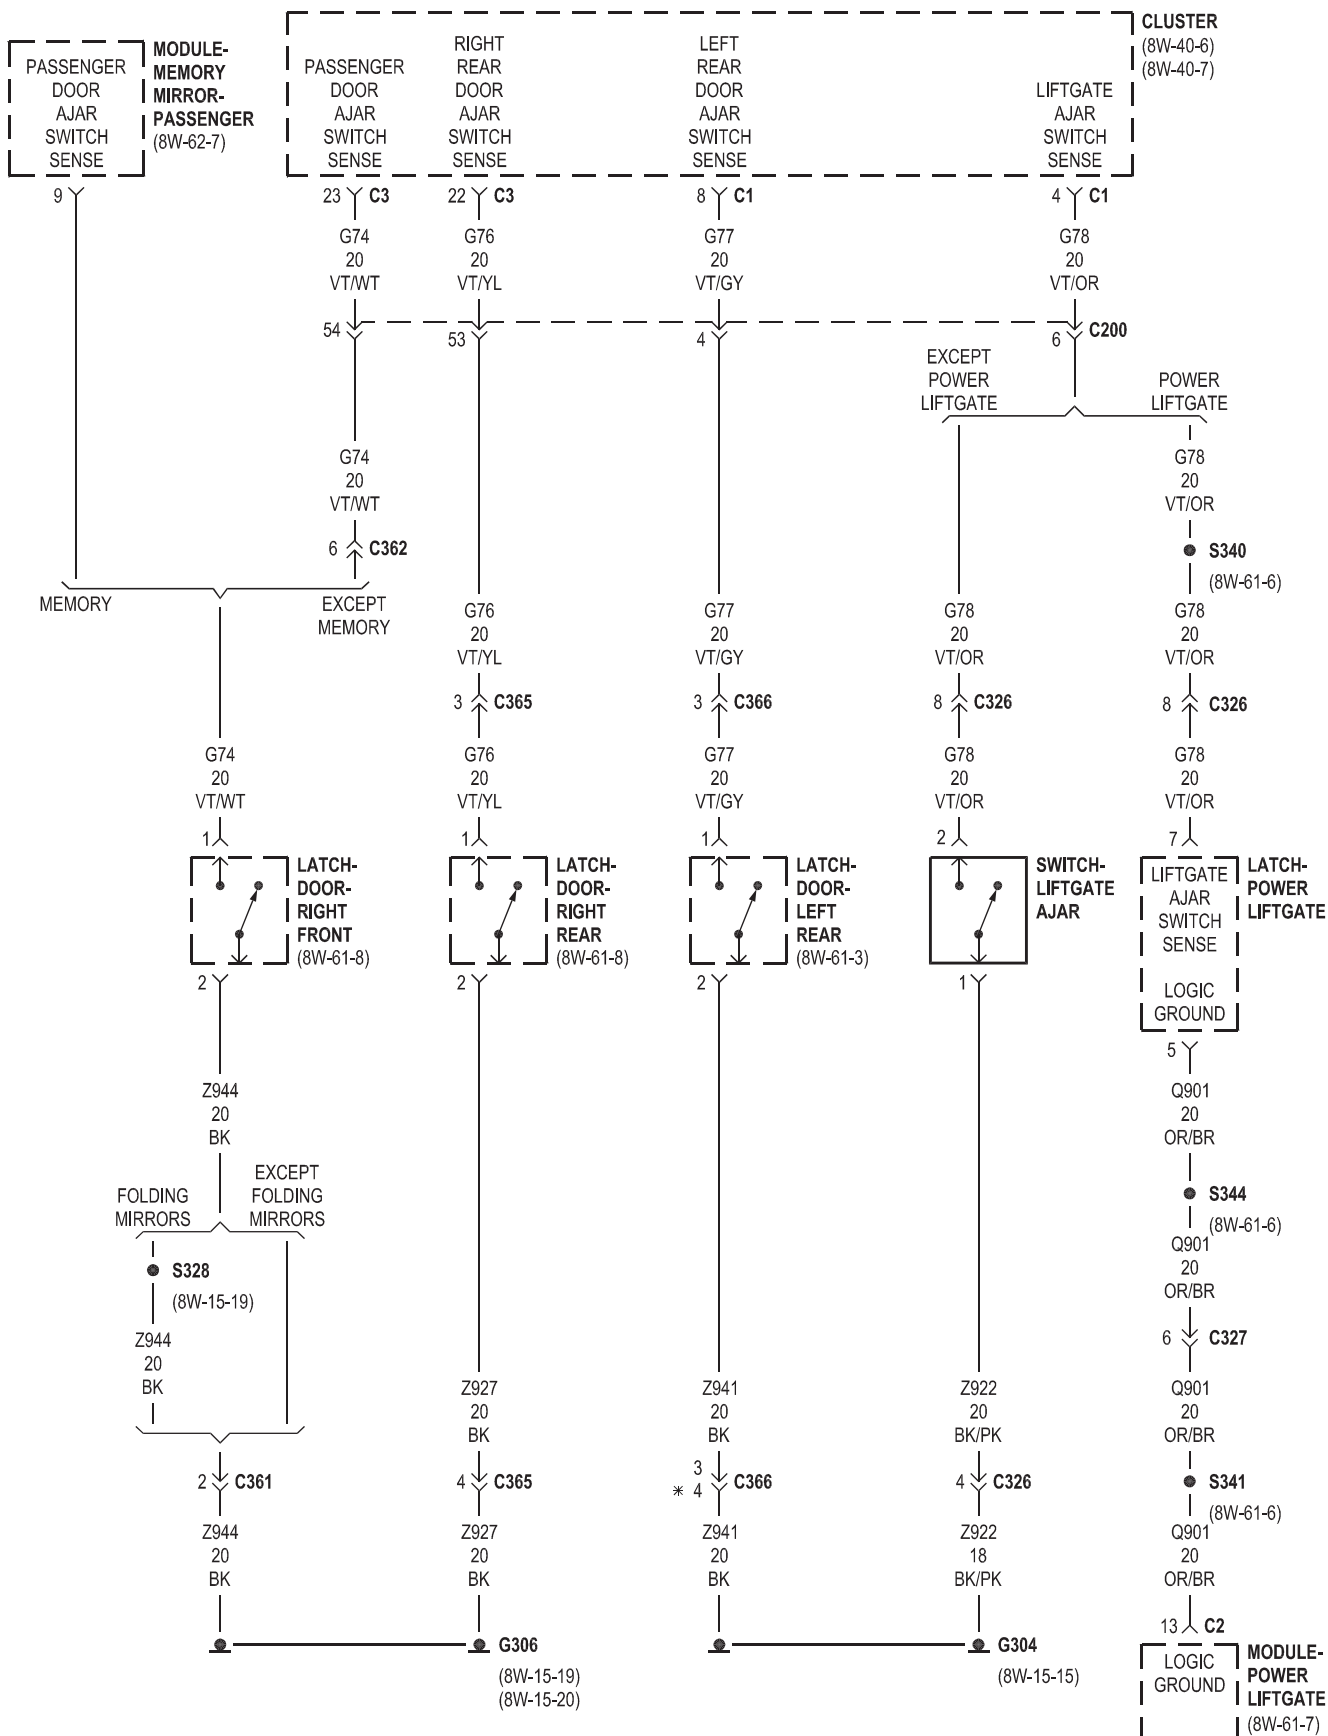 CLUSTER
(8W-40-6)
(8W-40-7)
MODULE-
MEMORY
MIRROR-
PASSENGER
(8W-62-7)
PASSENGER
DOOR
AJAR
SWITCH
SENSE
PASSENGER
DOOR
AJAR
SWITCH
SENSE
RIGHT
REAR
DOOR
AJAR
SWITCH
SENSE
LEFT
REAR
DOOR
AJAR
SWITCH
SENSE
LIFTGATE
AJAR
SWITCH
SENSE
9
23 C3
22 C3
8 C1
4 C1
G74
20
VT/WT
G76
20
VT/YL
G77
20
VT/GY
G78
20
VT/OR
54
53
4
6
C200
EXCEPT
POWER
LIFTGATE
POWER
LIFTGATE
G74
20
VT/WT
G78
20
VT/OR
6 C362
S340
(8W-61-6)
MEMORY
EXCEPT
MEMORY
G76
20
VT/YL
G77
20
VT/GY
G78
20
VT/OR
G78
20
VT/OR
3 C365
3 C366
8 C326
8 C326
G74
20
VT/WT
G76
20
VT/YL
G77
20
VT/GY
G78
20
VT/OR
G78
20
VT/OR
1
1
1
2
7
LATCH-
DOOR-
RIGHT
FRONT
(8W-61-8)
LATCH-
DOOR-
RIGHT
REAR
(8W-61-8)
LATCH-
DOOR-
LEFT
REAR
(8W-61-3)
SWITCH-
LIFTGATE
AJAR
LIFTGATE
AJAR
SWITCH
SENSE
LOGIC
GROUND
LATCH-
POWER
LIFTGATE
2
2
2
1
5
Z944
20
BK
Q901
20
OR/BR
FOLDING
MIRRORS
EXCEPT
FOLDING
MIRRORS
S344
(8W-61-6)
S328
(8W-15-19)
Q901
20
OR/BR
Z944
20
BK
6 C327
Z927
20
BK
Z941
20
BK
Z922
20
BK/PK
Q901
20
OR/BR
2 C361
4 C365
3
* 4 C366
4 C326
S341
(8W-61-6)
Z944
20
BK
Z927
20
BK
Z941
20
BK
Z922
18
BK/PK
Q901
20
OR/BR
G306
(8W-15-19)
(8W-15-20)
G304
(8W-15-15)
13 C2
LOGIC
GROUND
MODULE-
POWER
LIFTGATE
(8W-61-7)